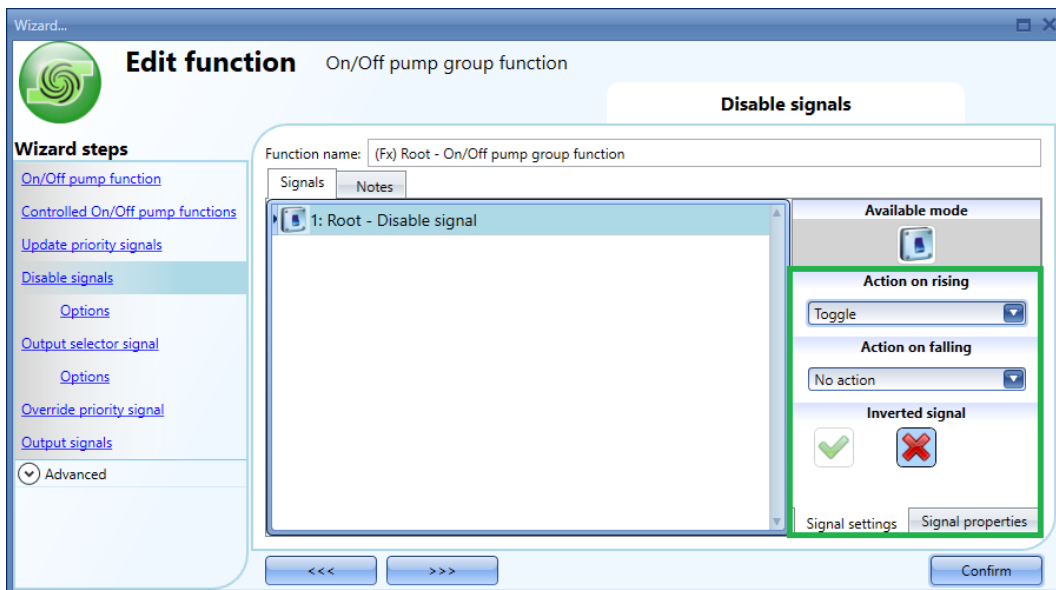 Wizard...
Edit function On/Off pump group function
Disable signals
Wizard steps
On/Off pump function
Controlled On/Off pump functions
Update priority signals
Disable signals
Options
Output selector signal
Options
Override priority signal
Output signals
Advanced
Function name: (Fx) Root - On/Off pump group function
Signals Notes
1: Root - Disable signal
Available mode
Action on rising
Toggle
Action on falling
No action
Inverted signal
Signal settings Signal properties
<<< >>> Confirm